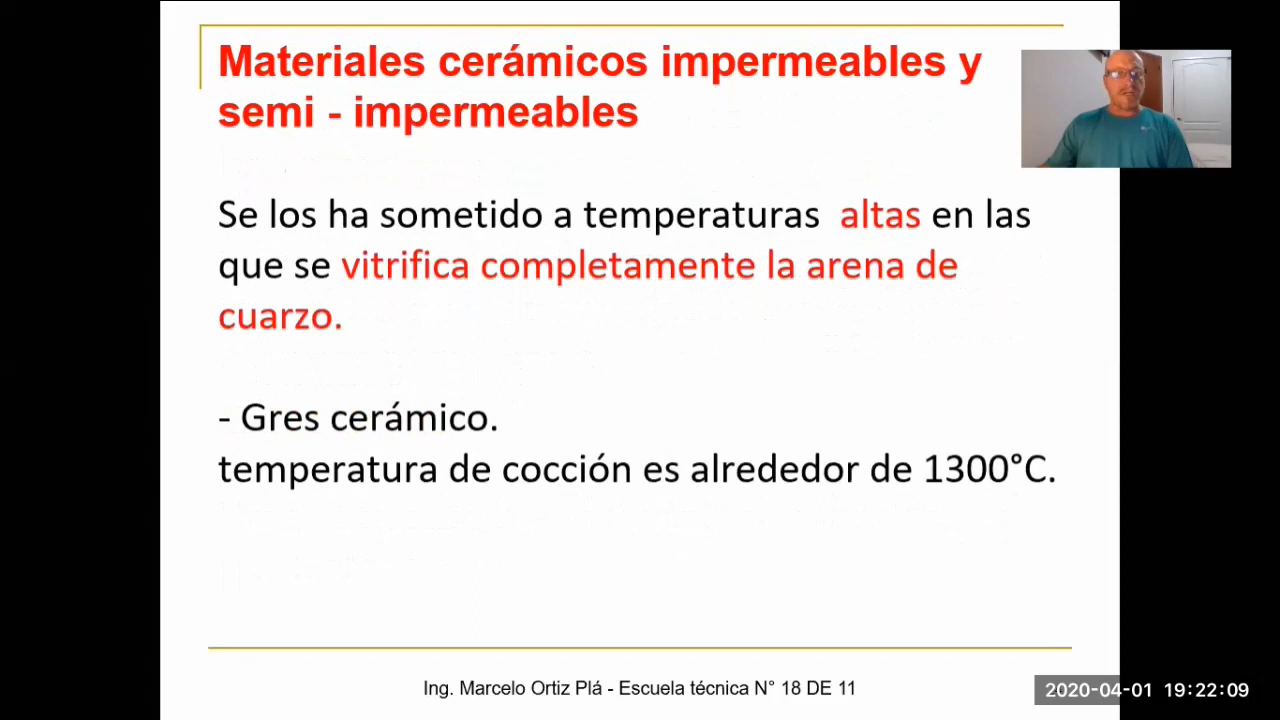 Materiales cerámicos impermeables y
semi - impermeables
Se los ha sometido a temperaturas altas en las
que se vitrifica completamente la arena de
cuarzo.
- Gres cerámico.
temperatura de cocción es alrededor de 1300°C.
Ing. Marcelo Ortiz Plá - Escuela técnica N° 18 DE 11
2020-04-01 19:22:09